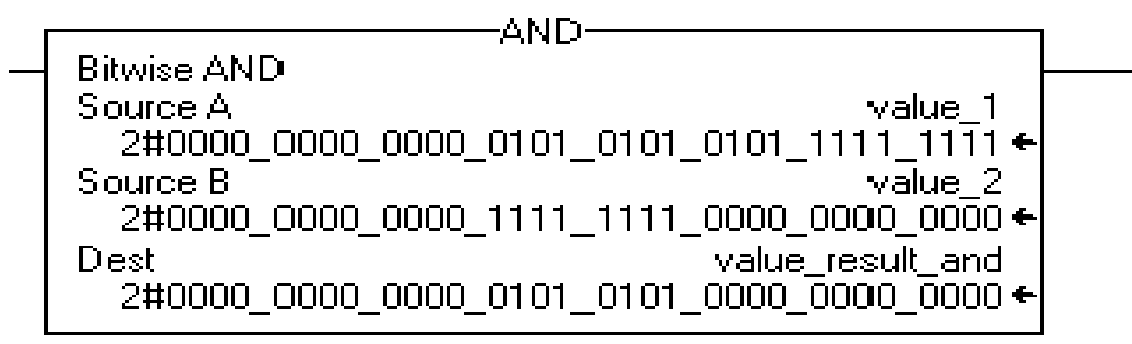 AND
Bitwise AND
Source A value_1
2#0000_0000_0000_0101_0101_0101_1111_1111
Source B value_2
2#0000_0000_0000_1111_1111_0000_0000_0000
Dest value_result_and
2#0000_0000_0000_0101_0101_0000_0000_0000